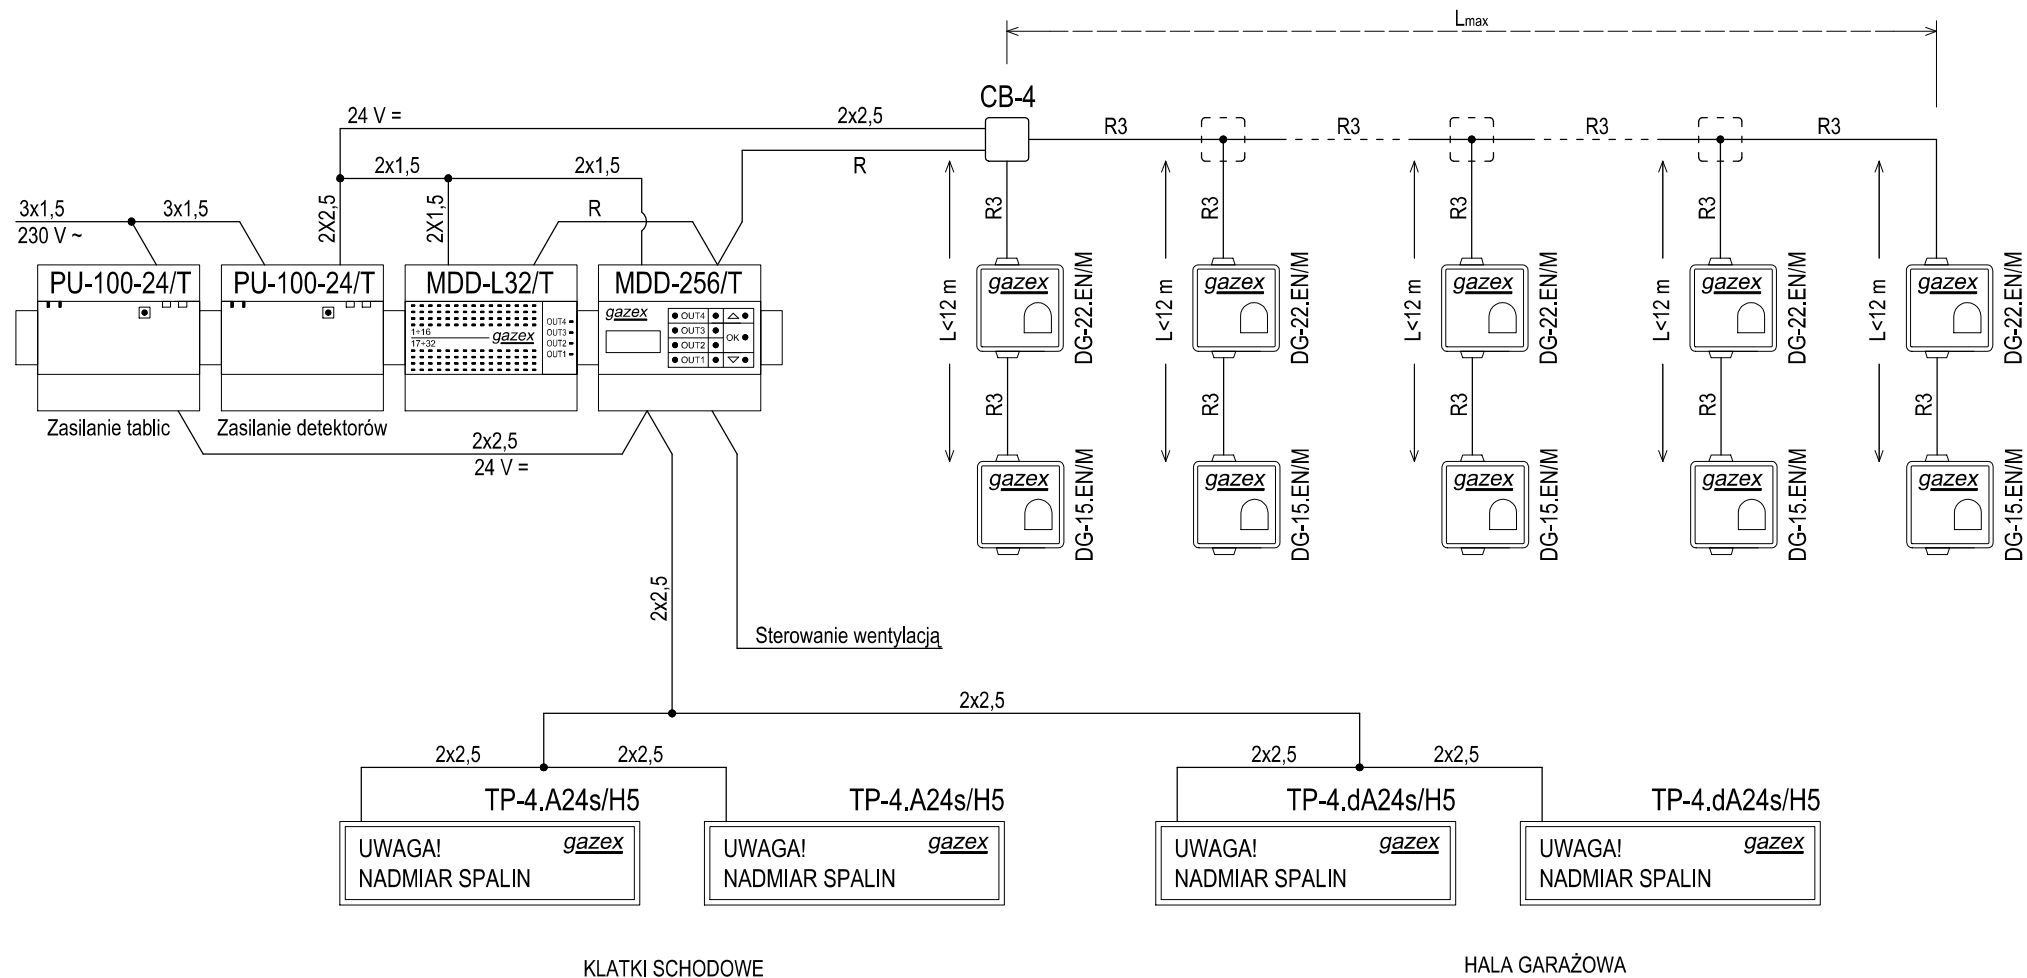 Lmax
CB-4
24 V =
2x2,5
R3
R3
R3
R3
2x1,5
2x1,5
R
3x1,5
3x1,5
230 V ~
2X2,5
2X1,5
R
R3
R3
R3
R3
L<12 m
L<12 m
L<12 m
L<12 m
L<12 m
PU-100-24/T
PU-100-24/T
MDD-L32/T
MDD-256/T
1÷16
17÷32
gazex
OUT4
OUT3
OUT2
OUT1
gazex
OUT4
OUT3
OUT2
OUT1
OK
gazex
DG-22.EN/M
gazex
DG-22.EN/M
gazex
DG-22.EN/M
gazex
DG-22.EN/M
gazex
DG-22.EN/M
R3
R3
R3
R3
R3
Zasilanie tablic
Zasilanie detektorów
2x2,5
24 V =
gazex
DG-15.EN/M
gazex
DG-15.EN/M
gazex
DG-15.EN/M
gazex
DG-15.EN/M
gazex
DG-15.EN/M
2x2,5
Sterowanie wentylacją
2x2,5
2x2,5
2x2,5
2x2,5
2x2,5
TP-4.A24s/H5
TP-4.A24s/H5
TP-4.dA24s/H5
TP-4.dA24s/H5
UWAGA!
gazex
NADMIAR SPALIN
UWAGA!
gazex
NADMIAR SPALIN
UWAGA!
gazex
NADMIAR SPALIN
UWAGA!
gazex
NADMIAR SPALIN
KLATKI SCHODOWE
HALA GARAŻOWA